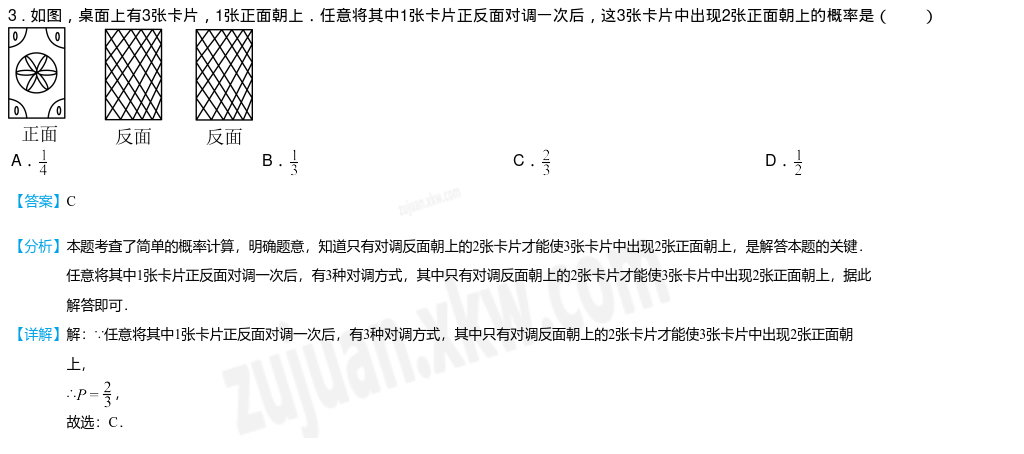 3．如图，桌面上有3张卡片，1张正面朝上．任意将其中1张卡片正反面对调一次后，这3张卡片中出现2张正面朝上的概率是（　　）
正面 反面 反面
A．1/4 B．1/3 C．2/3 D．1/2
【答案】C
zujuan.xkw.com
【分析】本题考查了简单的概率计算，明确题意，知道只有对调反面朝上的2张卡片才能使3张卡片中出现2张正面朝上，是解答本题的关键．
任意将其中1张卡片正反面对调一次后，有3种对调方式，其中只有对调反面朝上的2张卡片才能使3张卡片中出现2张正面朝上，据此
解答即可．
【详解】解：∵任意将其中1张卡片正反面对调一次后，有3种对调方式，其中只有对调反面朝上的2张卡片才能使3张卡片中出现2张正面朝
上，
∴P＝2/3，
故选：C．
zujuan.xkw.com